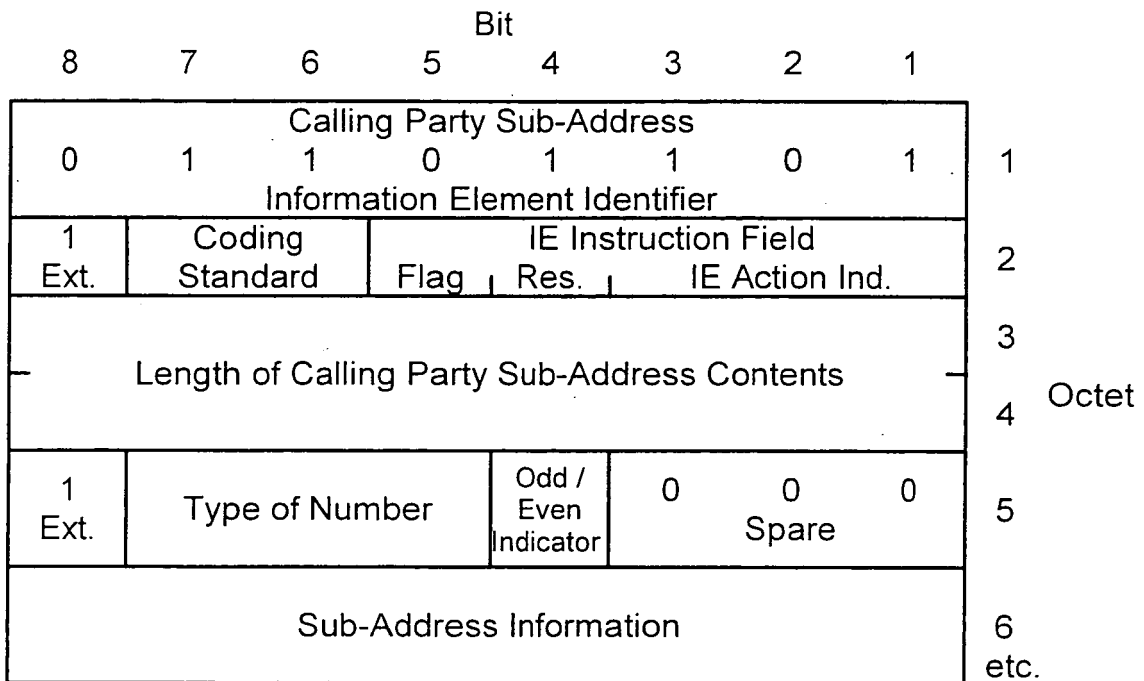 Bit
8 7 6 5 4 3 2 1
Calling Party Sub-Address
0 1 1 0 1 1 0 1 1
Information Element Identifier
1 Coding IE Instruction Field
Ext. Standard Flag Res. IE Action Ind. 2
3
Length of Calling Party Sub-Address Contents
4 Octet
1 Type of Number Odd / 0 0 0
Ext. Even Spare 5
Indicator
Sub-Address Information 6
etc.